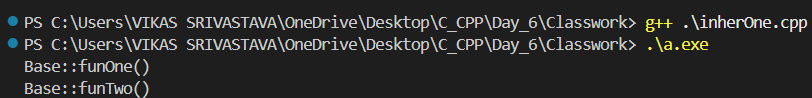 PS C:\Users\VIKAS SRIVASTAVA\OneDrive\Desktop\C_CPP\Day_6\Classwork> g++ .\inherOne.cpp
PS C:\Users\VIKAS SRIVASTAVA\OneDrive\Desktop\C_CPP\Day_6\Classwork> .\a.exe
Base::funOne()
Base::funTwo()